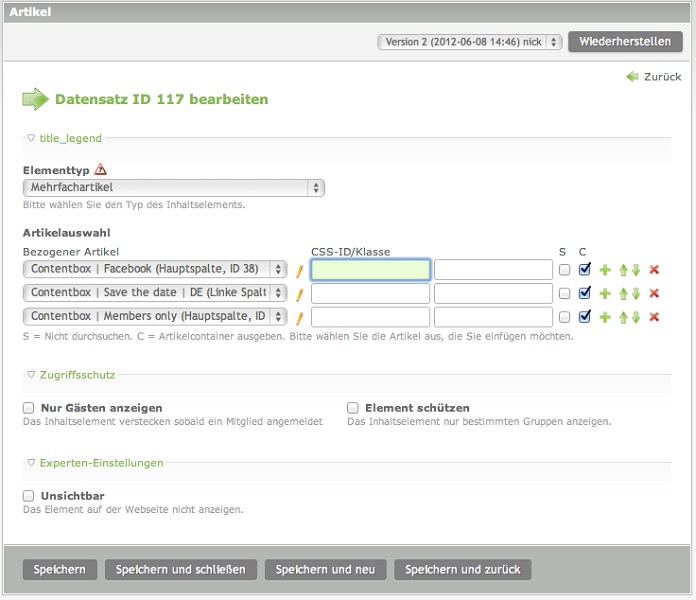 Artikel
Version 2 (2012-06-08 14:46) nick Wiederherstellen
Zurück
Datensatz ID 117 bearbeiten
title_legend
Elementtyp
Mehrfachartikel
Bitte wählen Sie den Typ des Inhaltselements.
Artikelauswahl
Bezogener Artikel CSS-ID/Klasse S C
Contentbox | Facebook (Hauptspalte, ID 38)
Contentbox | Save the date | DE (Linke Spalt
Contentbox | Members only (Hauptspalte, ID
S = Nicht durchsuchen. C = Artikelcontainer ausgeben. Bitte wählen Sie die Artikel aus, die Sie einfügen möchten.
Zugriffsschutz
Nur Gästen anzeigen Element schützen
Das Inhaltselement verstecken sobald ein Mitglied angemeldet Das Inhaltselement nur bestimmten Gruppen anzeigen.
Experten-Einstellungen
Unsichtbar
Das Element auf der Webseite nicht anzeigen.
Speichern Speichern und schließen Speichern und neu Speichern und zurück